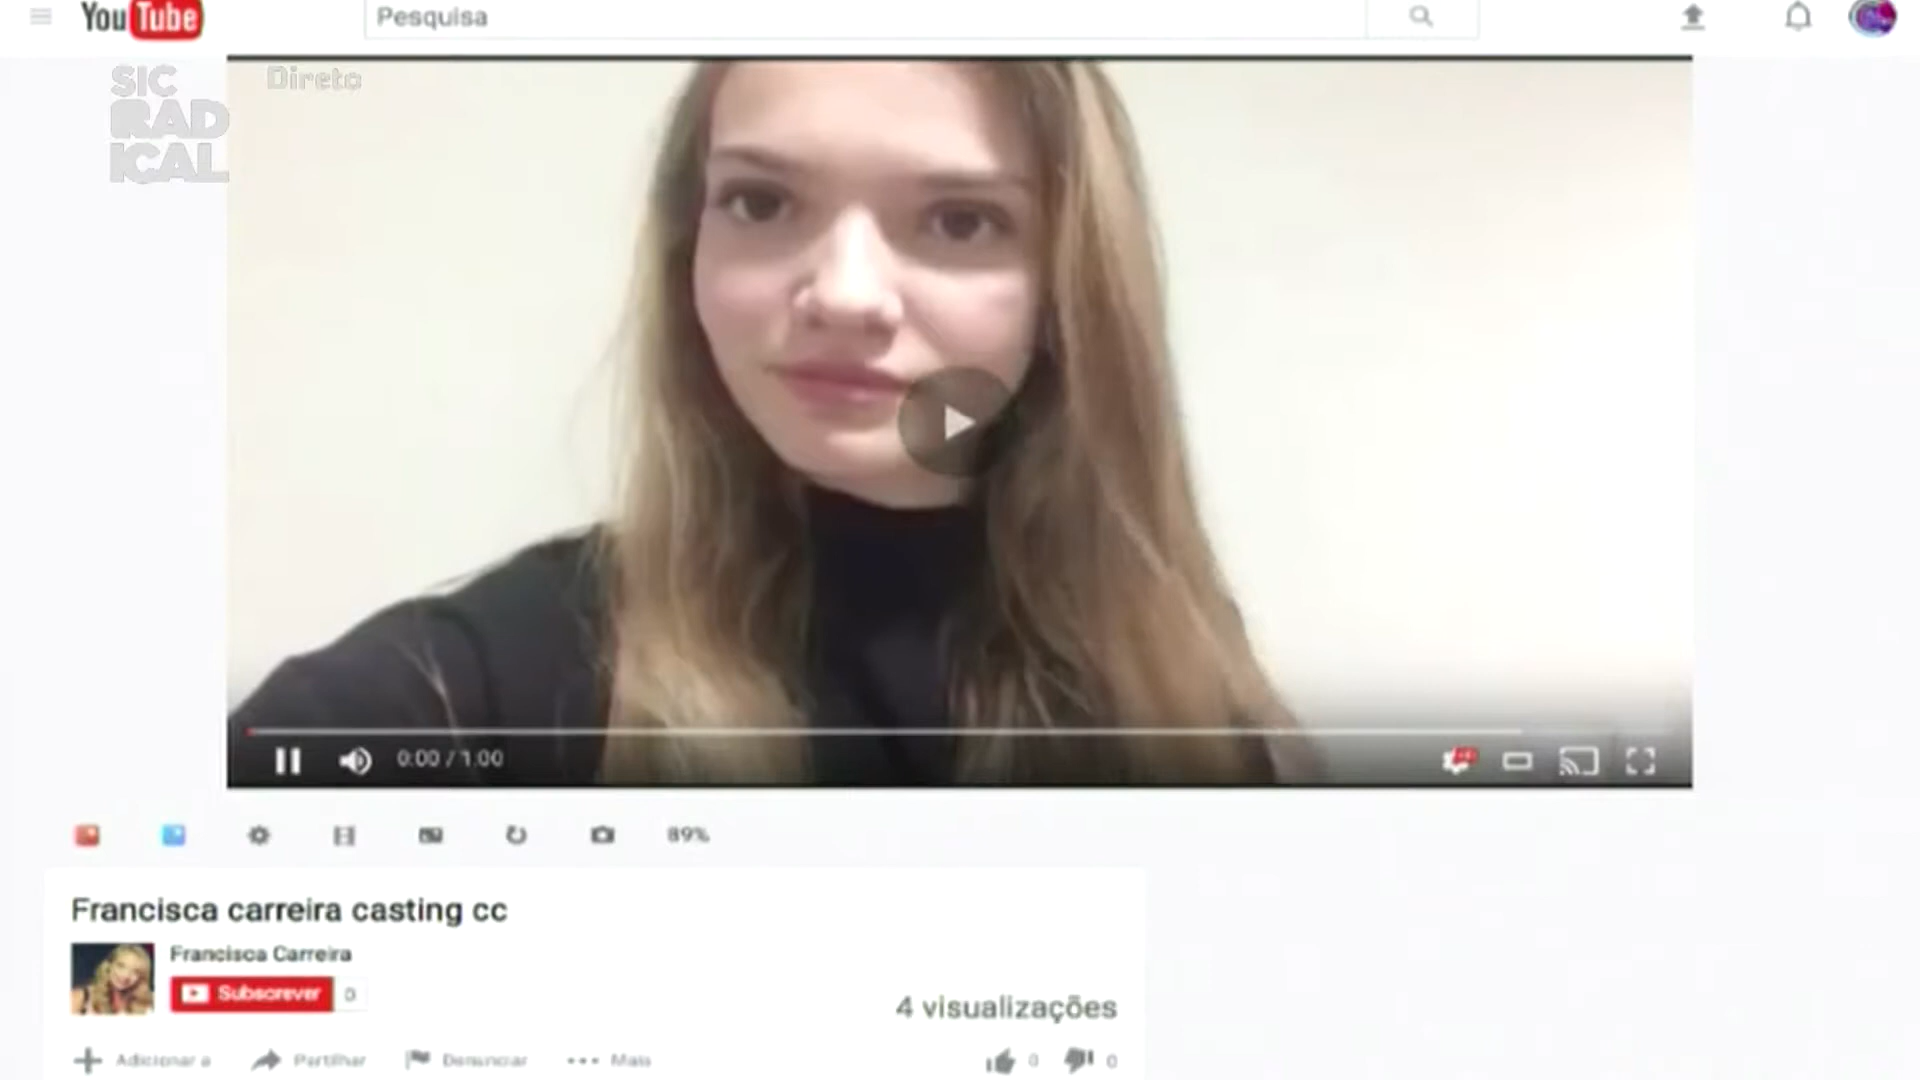 YouTube
Pesquisa
SIC
RAD
ICAL
Direto
0:00 / 1:00
89%
Francisca carreira casting cc
Francisca Carreira
Subscrever 0
4 visualizações
Adicionar a Partilhar Denunciar Mais 0 0